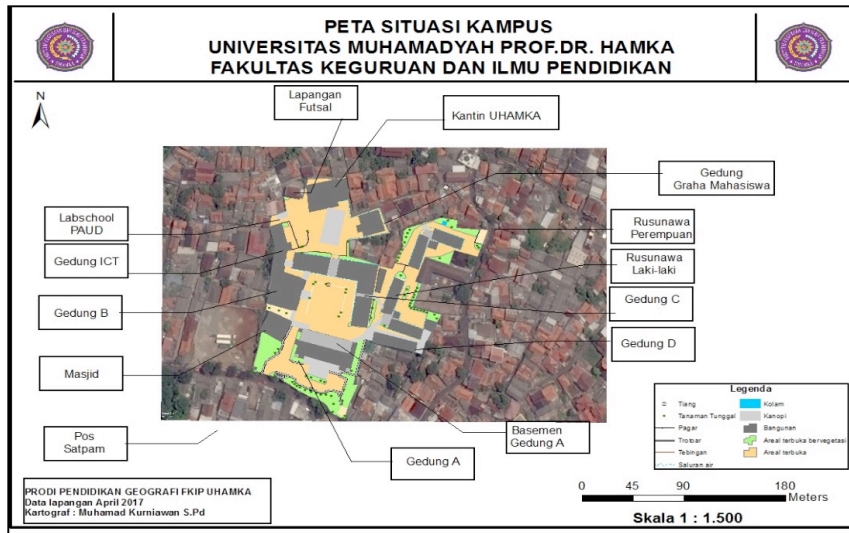 PETA SITUASI KAMPUS
UNIVERSITAS MUHAMADYAH PROF.DR. HAMKA
FAKULTAS KEGURUAN DAN ILMU PENDIDIKAN
N
Lapangan
Futsal
Kantin UHAMKA
Gedung
Graha Mahasiswa
Labschool
PAUD
Rusunawa
Perempuan
Gedung ICT
Rusunawa
Laki-laki
Gedung B
Gedung C
Gedung D
Masjid
Pos
Satpam
Gedung A
Basemen
Gedung A
Legenda
Tiang
Tanaman Tunggal
Pagar
Trotoar
Tebingan
Saluran air
Kolam
Kanopi
Bangunan
Areal terbuka bervegetasi
Areal terbuka
PRODI PENDIDIKAN GEOGRAFI FKIP UHAMKA
Data lapangan April 2017
Kartograf : Muhamad Kurniawan S.Pd
0 45 90 180
Meters
Skala 1 : 1.500